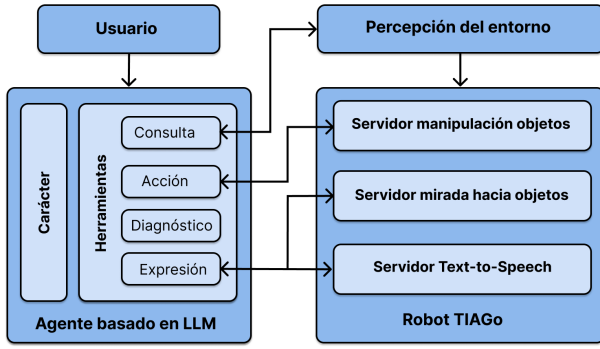 Usuario
Percepción del entorno
Carácter
Herramientas
Consulta
Acción
Diagnóstico
Expresión
Agente basado en LLM
Servidor manipulación objetos
Servidor mirada hacia objetos
Servidor Text-to-Speech
Robot TIAGo